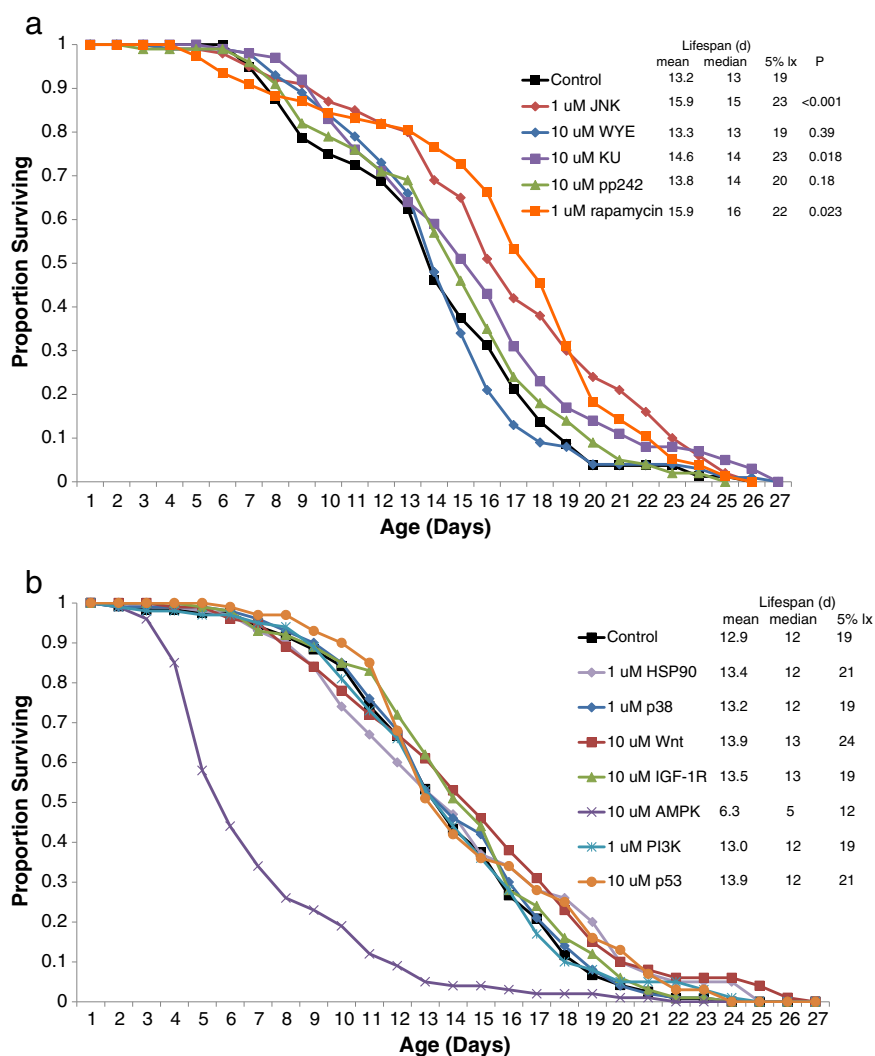 a
Lifespan (d)
mean median 5% lx P
Control 13.2 13 19
1 uM JNK 15.9 15 23 <0.001
10 uM WYE 13.3 13 19 0.39
10 uM KU 14.6 14 23 0.018
10 uM pp242 13.8 14 20 0.18
1 uM rapamycin 15.9 16 22 0.023
Proportion Surviving
1
0.9
0.8
0.7
0.6
0.5
0.4
0.3
0.2
0.1
0
1 2 3 4 5 6 7 8 9 10 11 12 13 14 15 16 17 18 19 20 21 22 23 24 25 26 27
Age (Days)
b
Lifespan (d)
mean median 5% lx
Control 12.9 12 19
1 uM HSP90 13.4 12 21
1 uM p38 13.2 12 19
10 uM Wnt 13.9 13 24
10 uM IGF-1R 13.5 13 19
10 uM AMPK 6.3 5 12
1 uM PI3K 13.0 12 19
10 uM p53 13.9 12 21
Proportion Surviving
1
0.9
0.8
0.7
0.6
0.5
0.4
0.3
0.2
0.1
0
1 2 3 4 5 6 7 8 9 10 11 12 13 14 15 16 17 18 19 20 21 22 23 24 25 26 27
Age (Days)